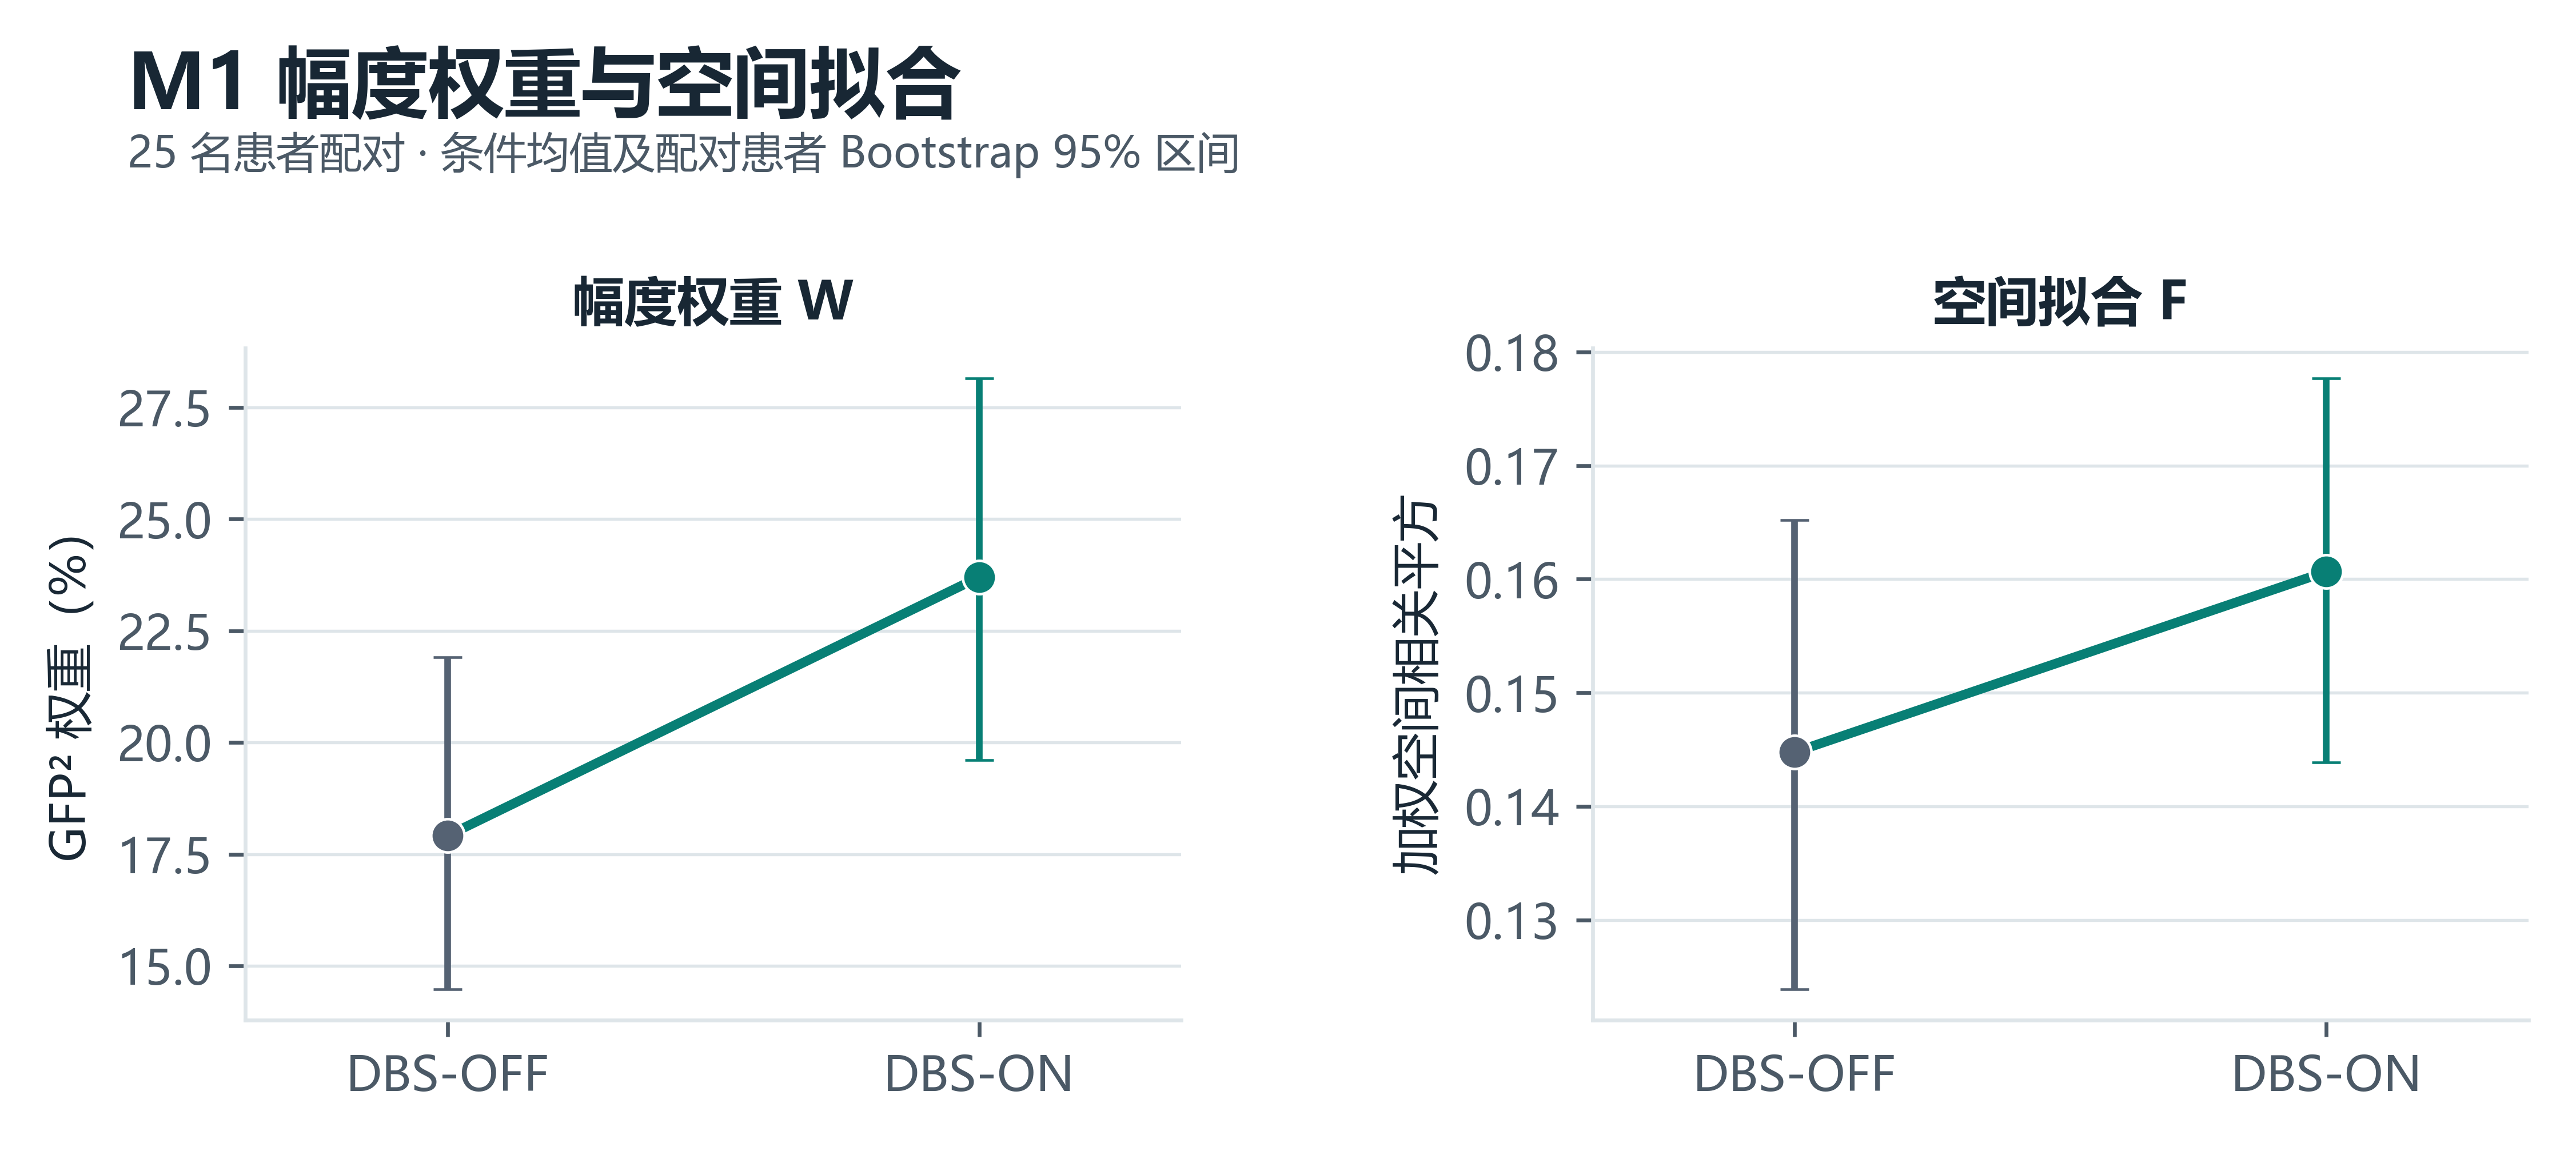 M1 幅度权重与空间拟合
25 名患者配对 · 条件均值及配对患者 Bootstrap 95% 区间
幅度权重 W
GFP² 权重 (%)
27.5
25.0
22.5
20.0
17.5
15.0
DBS-OFF
DBS-ON
空间拟合 F
加权空间相关平方
0.18
0.17
0.16
0.15
0.14
0.13
DBS-OFF
DBS-ON